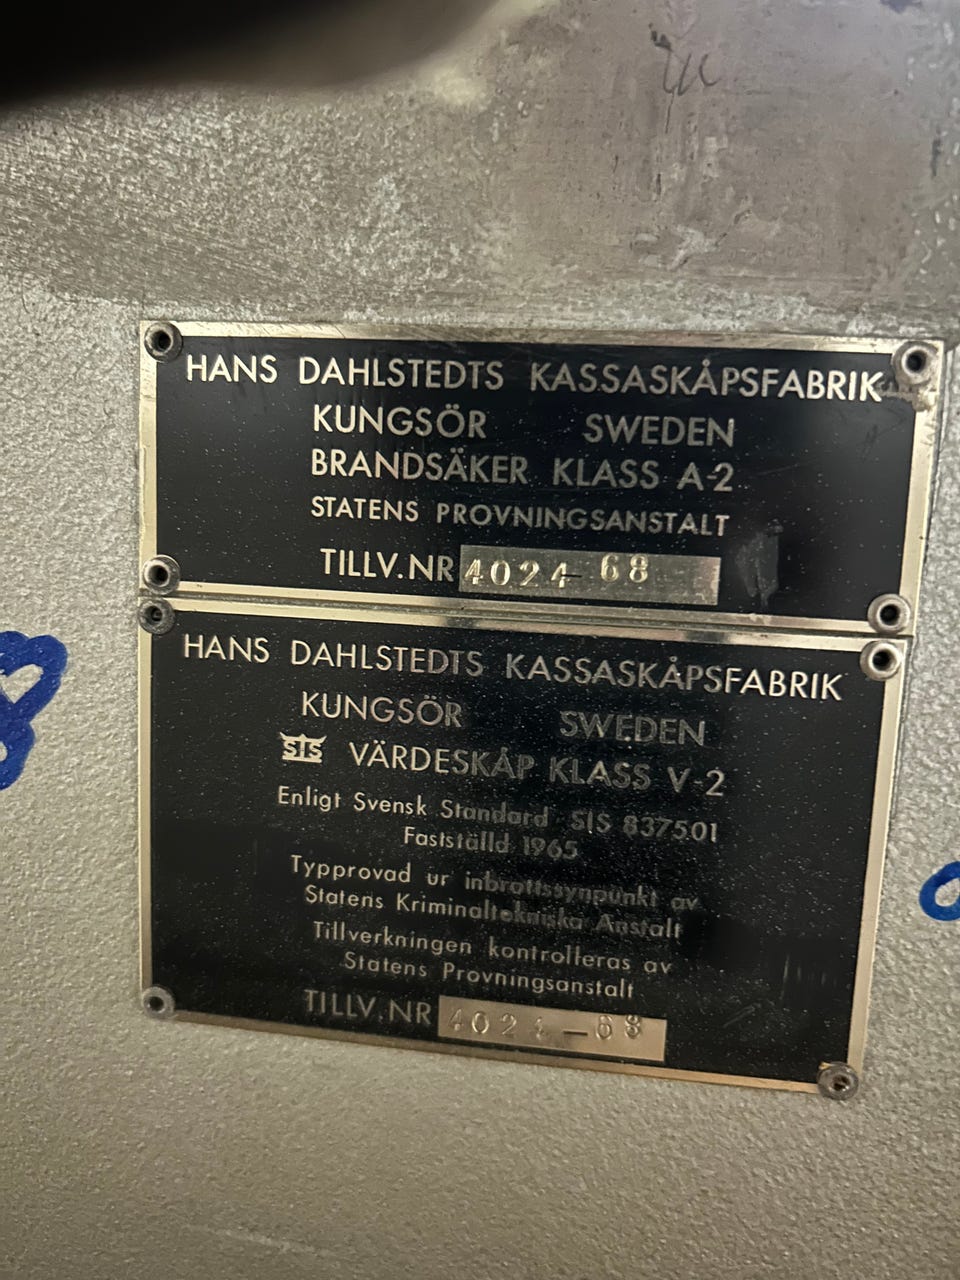 HANS DAHLSTEDTS KASSASKÅPSFABRIK
KUNGSÖR SWEDEN
BRANDSÄKER KLASS A-2
STATENS PROVNINGSANSTALT
TILLV.NR 4024-68
HANS DAHLSTEDTS KASSASKÅPSFABRIK
KUNGSÖR SWEDEN
SIS VÄRDESKÅP KLASS V-2
Enligt Svensk Standard SIS 837501
Fastställd 1965
Typprovad ur inbrottssynpunkt av
Statens Kriminaltekniska Anstalt
Tillverkningen kontrolleras av
Statens Provningsanstalt
TILLV.NR 4024-68